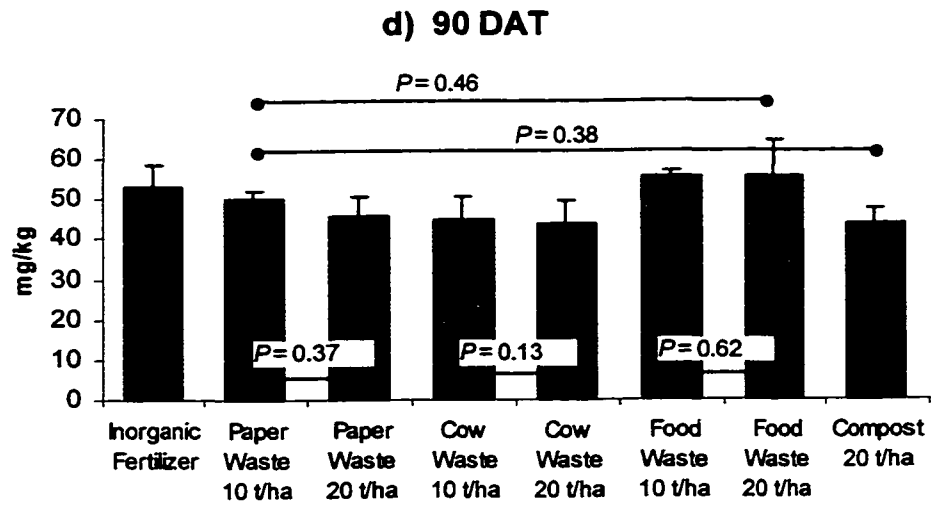 d) 90 DAT
P= 0.46
P= 0.38
70
60
50
40
30
20
10
0
mg/kg
P= 0.37
P= 0.13
P= 0.62
Inorganic Fertilizer
Paper Waste 10 t/ha
Paper Waste 20 t/ha
Cow Waste 10 t/ha
Cow Waste 20 t/ha
Food Waste 10 t/ha
Food Waste 20 t/ha
Compost 20 t/ha